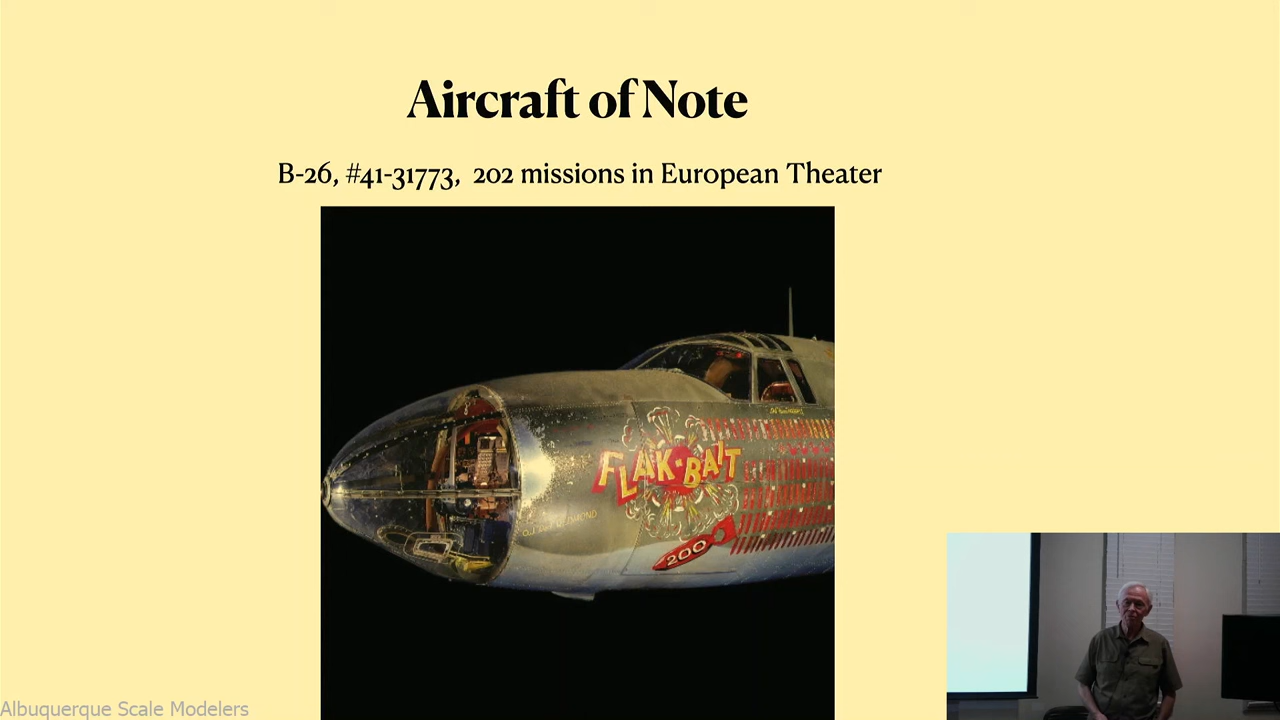 Aircraft of Note
B-26, #41-31773, 202 missions in European Theater
FLAK-BAIT
200
Albuquerque Scale Modelers